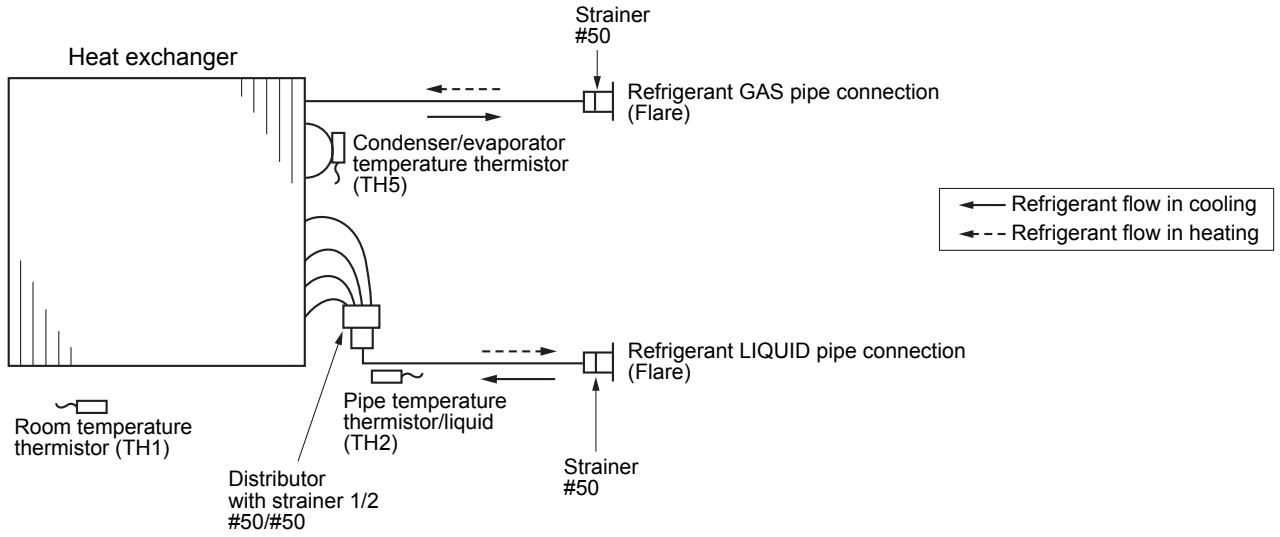 Strainer
#50
Heat exchanger
Refrigerant GAS pipe connection
(Flare)
Condenser/evaporator
temperature thermistor
(TH5)
Refrigerant flow in cooling
Refrigerant flow in heating
Refrigerant LIQUID pipe connection
(Flare)
Pipe temperature
thermistor/liquid
(TH2)
Room temperature
thermistor (TH1)
Strainer
#50
Distributor
with strainer 1/2
#50/#50